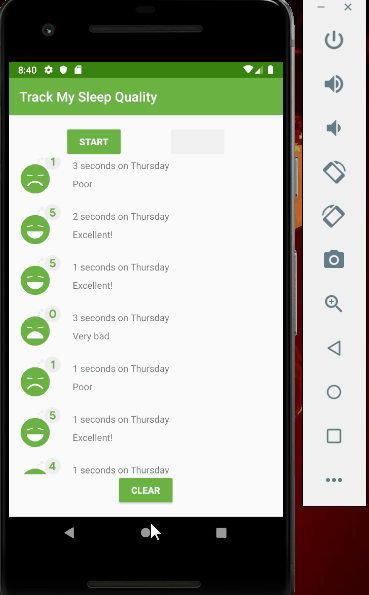 8:40
Track My Sleep Quality
START
1
3 seconds on Thursday
Poor
5
2 seconds on Thursday
Excellent!
5
1 seconds on Thursday
Excellent!
0
3 seconds on Thursday
Very bad
1
1 seconds on Thursday
Poor
5
1 seconds on Thursday
Excellent!
4
1 seconds on Thursday
CLEAR